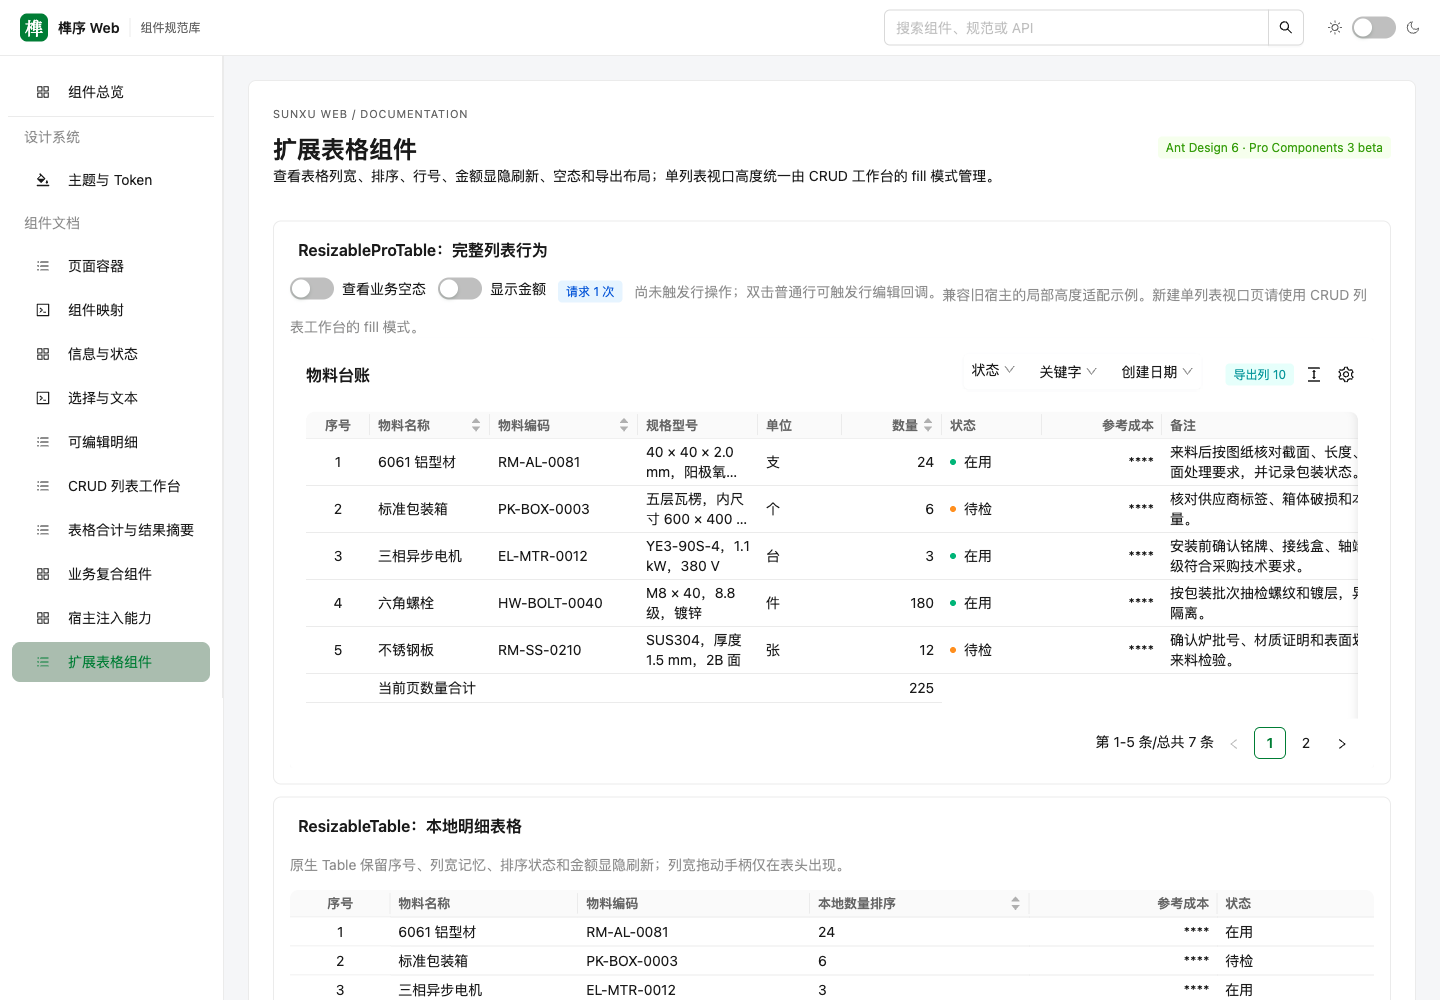 榫 榫序 Web 组件规范库 搜索组件、规范或 API
组件总览
设计系统
主题与 Token
组件文档
页面容器
组件映射
信息与状态
选择与文本
可编辑明细
CRUD 列表工作台
表格合计与结果摘要
业务复合组件
宿主注入能力
扩展表格组件
SUNXU WEB / DOCUMENTATION
扩展表格组件
Ant Design 6 · Pro Components 3 beta
查看表格列宽、排序、行号、金额显隐刷新、空态和导出布局；单列表视口高度统一由 CRUD 工作台的 fill 模式管理。
ResizableProTable：完整列表行为
查看业务空态 显示金额 请求 1 次 尚未触发行操作；双击普通行可触发行编辑回调。兼容旧宿主的局部高度适配示例。新建单列表视口页请使用 CRUD 列
表工作台的 fill 模式。
物料台账 状态 关键字 创建日期 导出列 10
序号 物料名称 物料编码 规格型号 单位 数量 状态 参考成本 备注
1 6061 铝型材 RM-AL-0081 40 × 40 × 2.0 支 24 在用 **** 来料后按图纸核对截面、长度、
mm，阳极氧... 面处理要求，并记录包装状态。
2 标准包装箱 PK-BOX-0003 五层瓦楞，内尺 个 6 待检 **** 核对供应商标签、箱体破损和
寸 600 × 400 ... 量。
3 三相异步电机 EL-MTR-0012 YE3-90S-4，1.1 台 3 在用 **** 安装前确认铭牌、接线盒、轴
kW，380 V 级符合采购技术要求。
4 六角螺栓 HW-BOLT-0040 M8 × 40，8.8 件 180 在用 **** 按包装批次抽检螺纹和镀层，
级，镀锌 隔离。
5 不锈钢板 RM-SS-0210 SUS304，厚度 张 12 待检 **** 确认炉批号、材质证明和表面
1.5 mm，2B 面 来料检验。
当前页数量合计 225
第 1-5 条/总共 7 条 < 1 2 >
ResizableTable：本地明细表格
原生 Table 保留序号、列宽记忆、排序状态和金额显隐刷新；列宽拖动手柄仅在表头出现。
序号 物料名称 物料编码 本地数量排序 参考成本 状态
1 6061 铝型材 RM-AL-0081 24 **** 在用
2 标准包装箱 PK-BOX-0003 6 **** 待检
3 三相异步电机 EL-MTR-0012 3 **** 在用